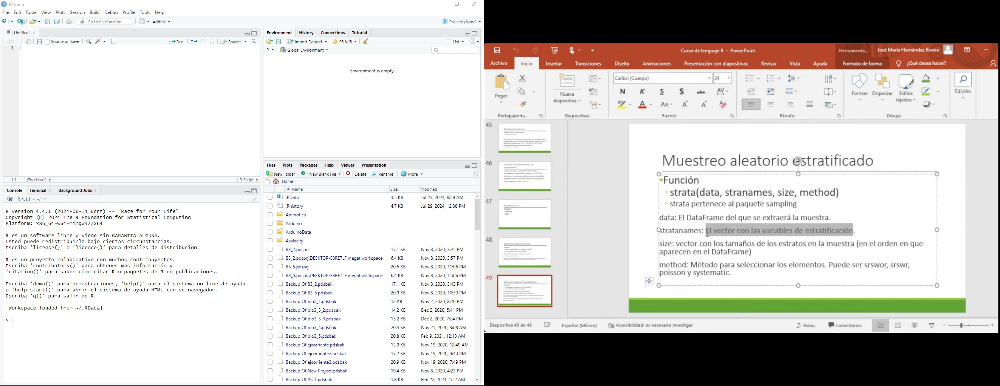 RStudio
File Edit Code View Plots Session Build Debug Profile Tools Help
Go to file/function
Addins
Project: (None)
Untitled1
Source on Save
Run
Source
1
1:1 (Top Level)
R Script
Console Terminal Background Jobs
R 4.4.1 · ~/
R version 4.4.1 (2024-06-14 ucrt) -- "Race for Your Life"
Copyright (C) 2024 The R Foundation for Statistical Computing
Platform: x86_64-w64-mingw32/x64
R es un software libre y viene sin GARANTIA ALGUNA.
Usted puede redistribuirlo bajo ciertas circunstancias.
Escriba 'license()' o 'licence()' para detalles de distribucion.
R es un proyecto colaborativo con muchos contribuyentes.
Escriba 'contributors()' para obtener más información y
'citation()' para saber cómo citar R o paquetes de R en publicaciones.
Escriba 'demo()' para demostraciones, 'help()' para el sistema on-line de ayuda,
o 'help.start()' para abrir el sistema de ayuda HTML con su navegador.
Escriba 'q()' para salir de R.
[Workspace loaded from ~/.RData]
>
Environment History Connections Tutorial
Import Dataset 96 MiB List
R Global Environment
Environment is empty
Files Plots Packages Help Viewer Presentation
New Folder New Blank File Delete Rename More
Home ...
Name Size Modified
.RData 3.5 KB Jul 23, 2024, 8:59 AM
.Rhistory 4.7 KB Jul 29, 2024, 12:38 PM
Animotica
Arduino
ArduinoData
Audacity
B3_2.pdsprj 17.1 KB Nov 8, 2020, 3:45 PM
B3_2.pdsprj.DESKTOP-E8RE7LF.megat.workspace 6.4 KB Nov 8, 2020, 3:57 PM
B3_5.pdsprj 20.6 KB Nov 8, 2020, 11:06 PM
B3_5.pdsprj.DESKTOP-E8RE7LF.megat.workspace 6.4 KB Nov 8, 2020, 11:06 PM
Backup Of B3_2.pdsbak 17.1 KB Nov 8, 2020, 3:43 PM
Backup Of B3_5.pdsbak 20.9 KB Nov 8, 2020, 10:30 PM
Backup Of bio2_1.pdsbak 12 KB Nov 2, 2020, 8:20 PM
Backup Of bio3_3_2.pdsbak 14.2 KB Dec 2, 2020, 5:41 PM
Backup Of bio3_3_3.pdsbak 15.2 KB Dec 2, 2020, 7:24 PM
Backup Of bio3_4.pdsbak 20.4 KB Nov 25, 2020, 3:08 AM
Backup Of bio3_5.pdsbak 20.8 KB Feb 9, 2021, 12:13 AM
Backup Of ejcorriente.pdsbak 12.9 KB Nov 19, 2020, 12:49 AM
Backup Of ejcorriente2.pdsbak 17.2 KB Nov 19, 2020, 4:40 PM
Backup Of ejcorriente3.pdsbak 20.9 KB Nov 19, 2020, 7:49 PM
Backup Of New Project.pdsbak 19.4 KB Nov 8, 2020, 4:23 PM
Backup Of PIC1.pdsbak 1.8 KB Feb 22, 2021, 1:52 AM
Curso de lenguaje R - PowerPoint
Herramienta...
José María Hernández Rivera
Archivo Inicio Insertar Transiciones Diseño Animaciones Presentación con diapositivas Revisar Vista Ayuda Formato de forma ¿Qué desea hacer?
Pegar
Portapapeles
Nueva
diapositiva
Diapositivas
Calibri (Cuerpo) 24
N K S S abc AV
Aa A A
Fuente
Párrafo
Formas Organizar Estilos
rápidos
Dibujo
Edición
45
46
47
48
49
Muestreo aleatorio estratificado
•Función
◦strata(data, stranames, size, method)
◦strata pertenece al paquete sampling
data: El DataFrame del que se extraerá la muestra.
stratanames: El vector con las variables de estratificación.
size: vector con los tamaños de los estratos en la muestra (en el orden en que
aparecen en el DataFrame)
method: Método para seleccionar los elementos. Puede ser srswor, srswr,
poisson y systematic.
Diapositiva 49 de 49 Español (México) Accesibilidad: es necesario investigar Notas Comentarios